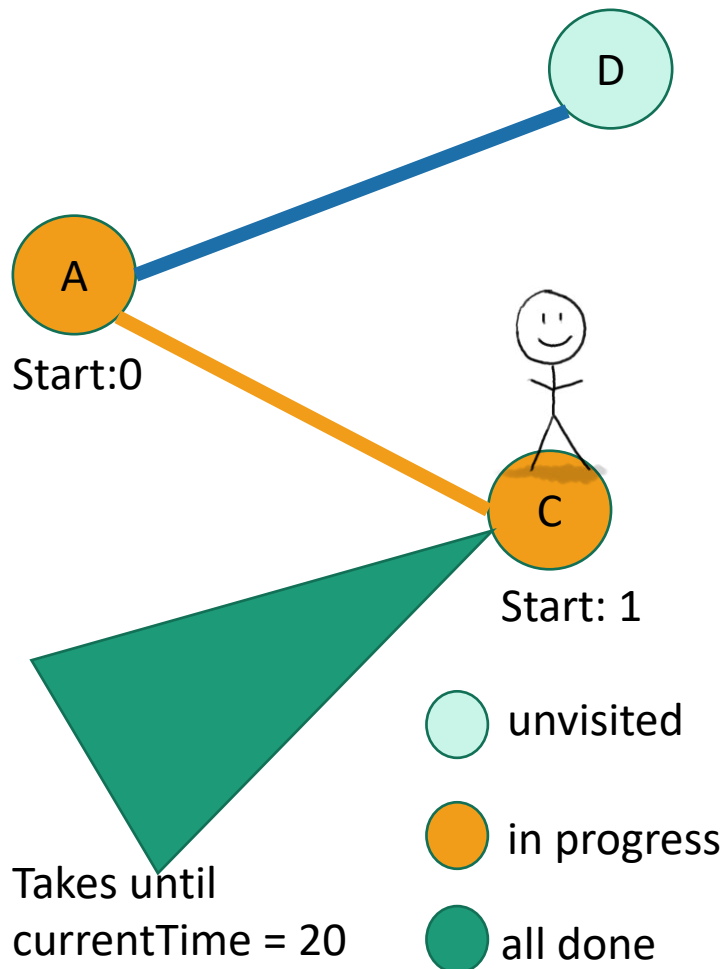 D
A
Start:0
C
Start: 1
unvisited
in progress
Takes until
currentTime = 20
all done